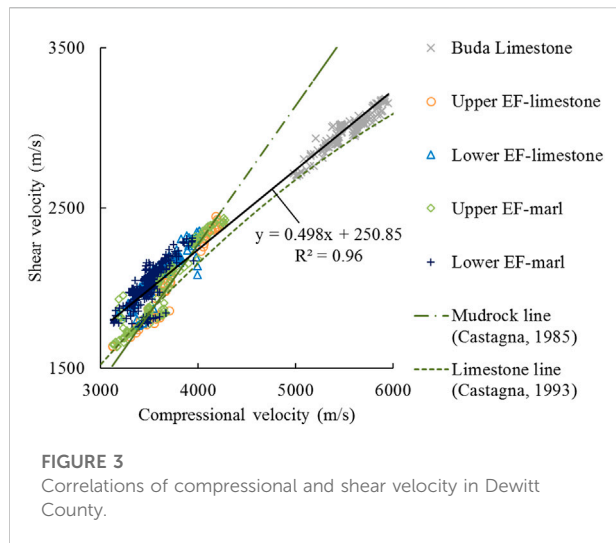 3500
2500
1500
Shear velocity
(m/s)
3000 4000 5000 6000
Compressional velocity (m/s)
y = 0.498x + 250.85
R² = 0.96
Buda Limestone
Upper EF-limestone
Lower EF-limestone
Upper EF-marl
Lower EF-marl
Mudrock line
(Castagna, 1985)
Limestone line
(Castagna, 1993)
FIGURE 3
Correlations of compressional and shear velocity in Dewitt
County.